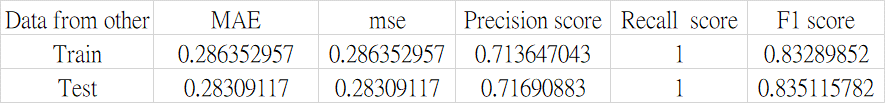 Data from other MAE mse Precision score Recall score F1 score
Train 0.286352957 0.286352957 0.713647043 1 0.83289852
Test 0.28309117 0.28309117 0.71690883 1 0.835115782